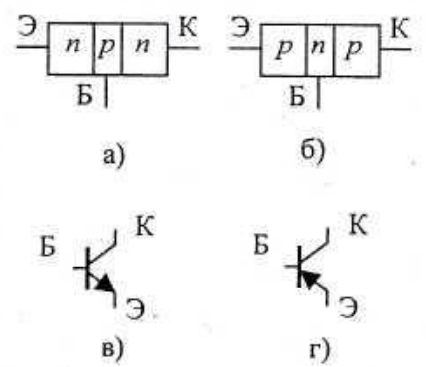 Э n p n К
Б
а)
Э p n p К
Б
б)
Б К
Э
в)
Б К
Э
г)